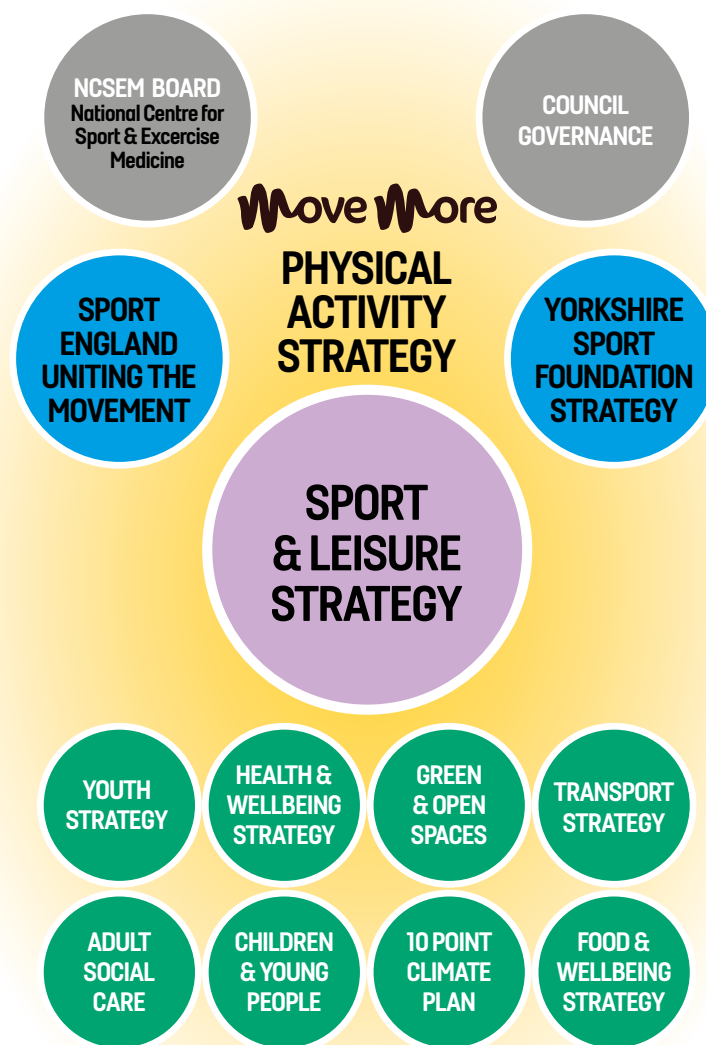 NCSEM BOARD
National Centre for
Sport & Excercise
Medicine
COUNCIL
GOVERNANCE
Move More
PHYSICAL
ACTIVITY
STRATEGY
SPORT
ENGLAND
UNITING THE
MOVEMENT
YORKSHIRE
SPORT
FOUNDATION
STRATEGY
SPORT
& LEISURE
STRATEGY
YOUTH
STRATEGY
HEALTH &
WELLBEING
STRATEGY
GREEN
& OPEN
SPACES
TRANSPORT
STRATEGY
ADULT
SOCIAL
CARE
CHILDREN
& YOUNG
PEOPLE
10 POINT
CLIMATE
PLAN
FOOD &
WELLBEING
STRATEGY